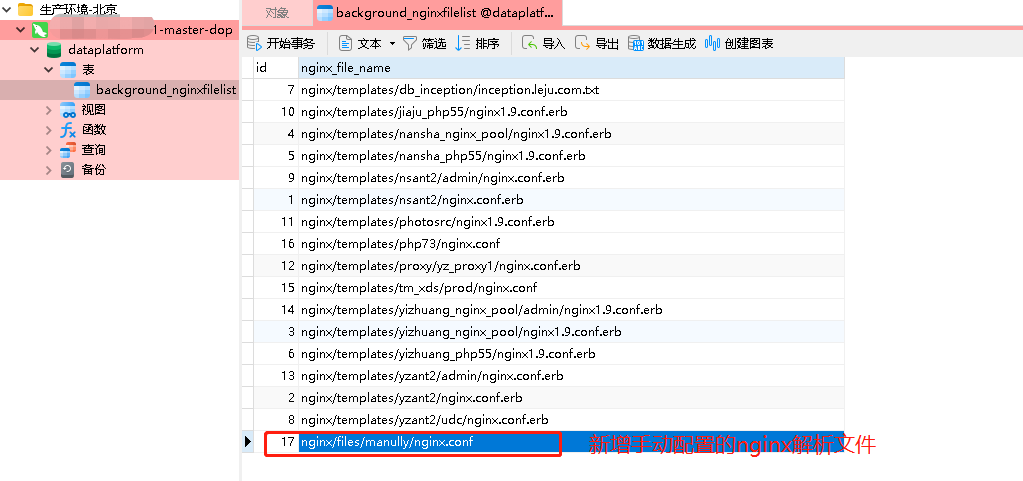 生产环境-北京
1-master-dop
dataplatform
表
background_nginxfilelist
视图
函数
查询
备份
对象
background_nginxfilelist @dataplatf...
开始事务
文本
筛选
排序
导入
导出
数据生成
创建图表
id nginx_file_name
7 nginx/templates/db_inception/inception.leju.com.txt
10 nginx/templates/jiaju_php55/nginx1.9.conf.erb
4 nginx/templates/nansha_nginx_pool/nginx1.9.conf.erb
5 nginx/templates/nansha_php55/nginx1.9.conf.erb
9 nginx/templates/nsant2/admin/nginx.conf.erb
1 nginx/templates/nsant2/nginx.conf.erb
11 nginx/templates/photosrc/nginx1.9.conf.erb
16 nginx/templates/php73/nginx.conf
12 nginx/templates/proxy/yz_proxy1/nginx.conf.erb
15 nginx/templates/tm_xds/prod/nginx.conf
14 nginx/templates/yizhuang_nginx_pool/admin/nginx1.9.conf.erb
3 nginx/templates/yizhuang_nginx_pool/nginx1.9.conf.erb
6 nginx/templates/yizhuang_php55/nginx1.9.conf.erb
13 nginx/templates/yzant2/admin/nginx.conf.erb
2 nginx/templates/yzant2/nginx.conf.erb
8 nginx/templates/yzant2/udc/nginx.conf.erb
17 nginx/files/manully/nginx.conf 新增手动配置的nginx解析文件